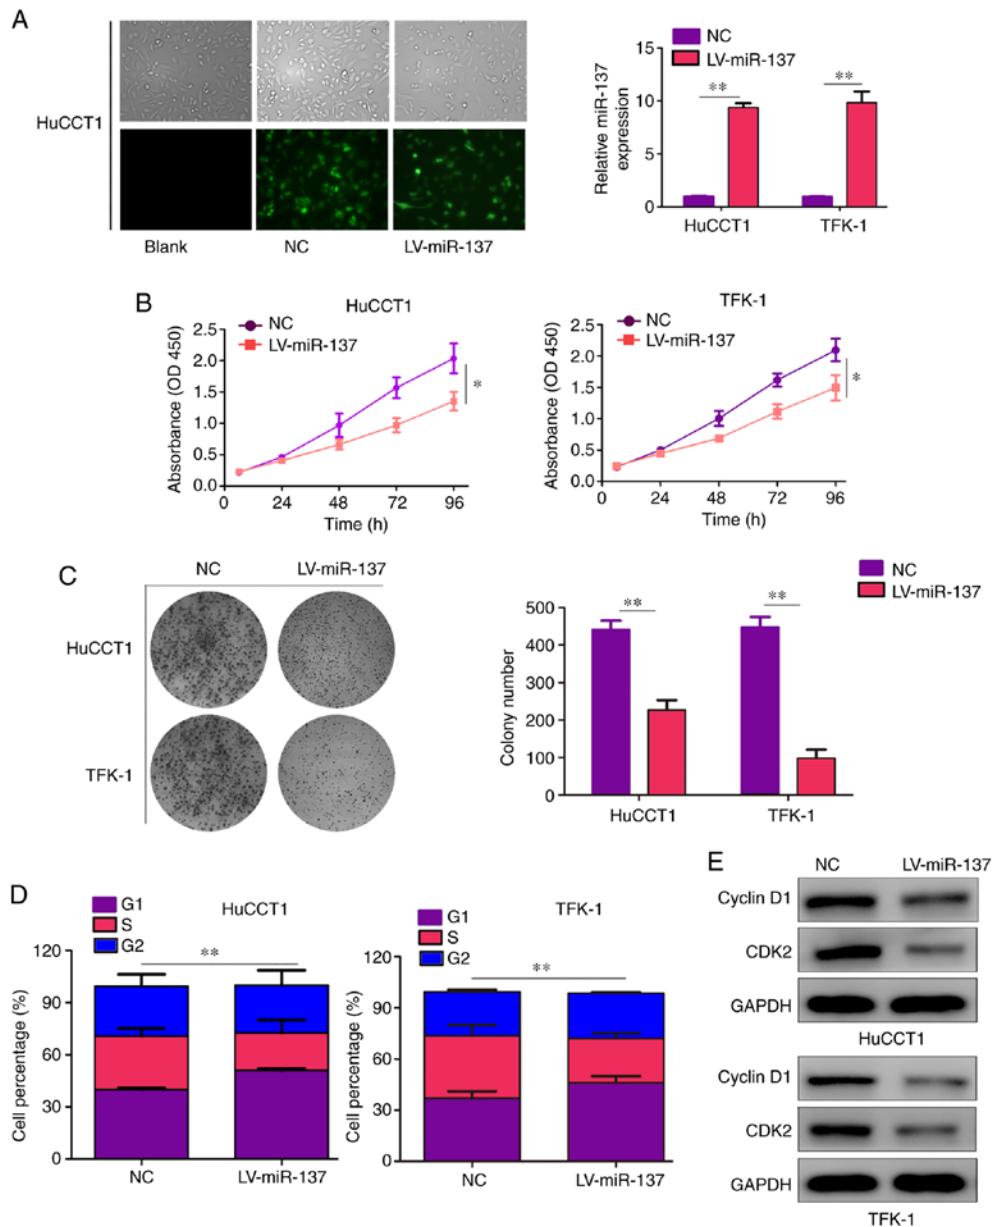 A
HuCCT1
Blank
NC
LV-miR-137
NC
LV-miR-137
Relative miR-137
expression
15
10
5
0
**
**
HuCCT1
TFK-1
B
HuCCT1
NC
LV-miR-137
Absorbance (OD 450)
2.5
2.0
1.5
1.0
0.5
0.0
*
0
24
48
72
96
Time (h)
TFK-1
NC
LV-miR-137
Absorbance (OD 450)
2.5
2.0
1.5
1.0
0.5
0.0
*
0
24
48
72
96
Time (h)
C
NC
LV-miR-137
HuCCT1
TFK-1
NC
LV-miR-137
Colony number
500
400
300
200
100
0
**
**
HuCCT1
TFK-1
D
G1
S
G2
HuCCT1
Cell percentage (%)
120
90
60
30
0
**
NC
LV-miR-137
G1
S
G2
TFK-1
Cell percentage (%)
120
90
60
30
0
**
NC
LV-miR-137
E
NC
LV-miR-137
Cyclin D1
CDK2
GAPDH
HuCCT1
Cyclin D1
CDK2
GAPDH
TFK-1